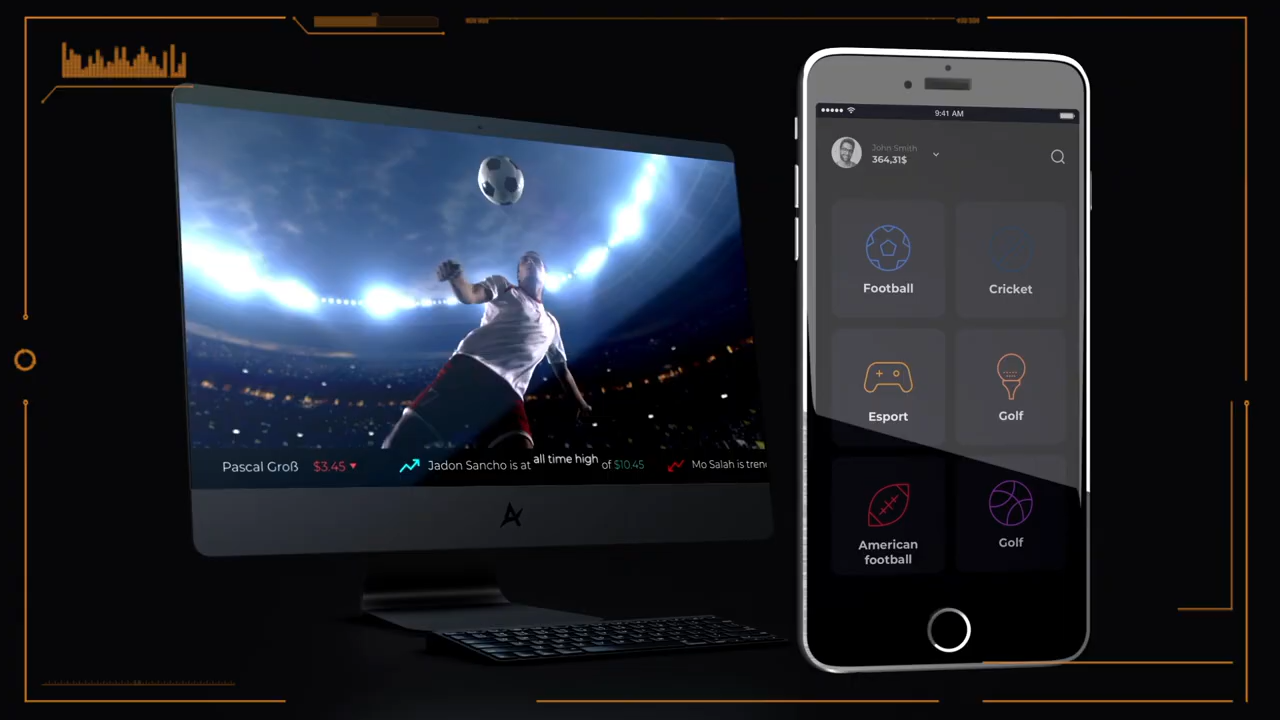 9:41 AM
John Smith
364,31$
Football
Cricket
Esport
Golf
American
football
Golf
Pascal Groß $3.45 Jadon Sancho is at all time high of $10.45 Mo Salah is tren